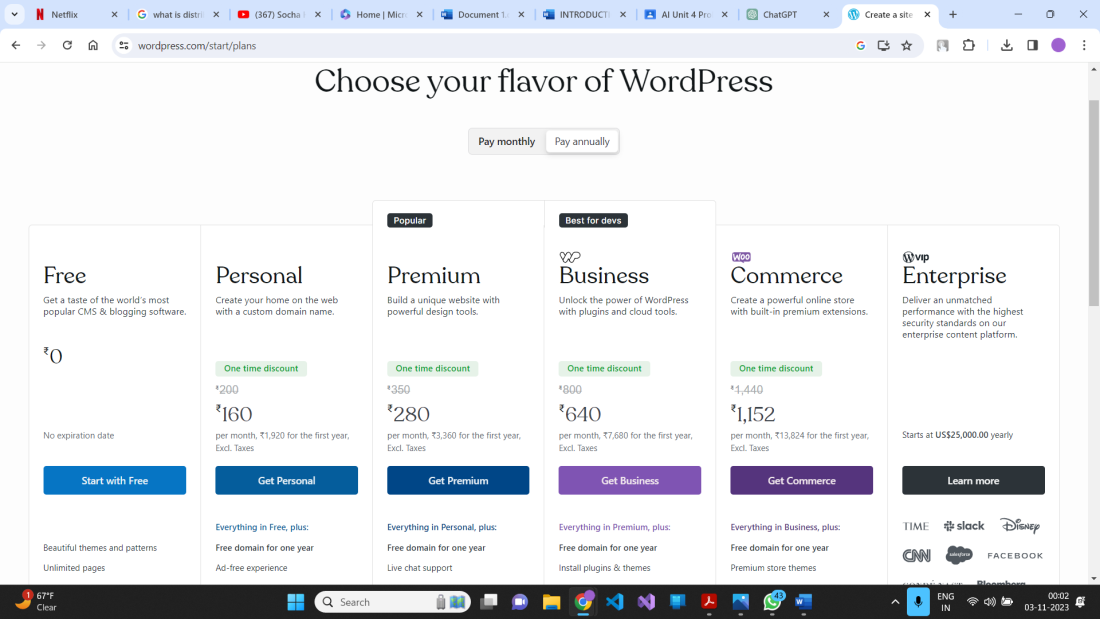 Netflix
what is distri
(367) Socha
Home | Micr
Document 1
INTRODUCTI
AI Unit 4 Pro
ChatGPT
Create a site
wordpress.com/start/plans
Choose your flavor of WordPress
Pay monthly
Pay annually
Popular
Best for devs
Free
Get a taste of the world's most
popular CMS & blogging software.
₹0
No expiration date
Start with Free
Beautiful themes and patterns
Unlimited pages
Personal
Create your home on the web
with a custom domain name.
One time discount
₹200
₹160
per month, ₹1,920 for the first year,
Excl. Taxes
Get Personal
Everything in Free, plus:
Free domain for one year
Ad-free experience
Premium
Build a unique website with
powerful design tools.
One time discount
₹350
₹280
per month, ₹3,360 for the first year,
Excl. Taxes
Get Premium
Everything in Personal, plus:
Free domain for one year
Live chat support
Business
Unlock the power of WordPress
with plugins and cloud tools.
One time discount
₹800
₹640
per month, ₹7,680 for the first year,
Excl. Taxes
Get Business
Everything in Premium, plus:
Free domain for one year
Install plugins & themes
WOO
Commerce
Create a powerful online store
with built-in premium extensions.
One time discount
₹1,440
₹1,152
per month, ₹13,824 for the first year,
Excl. Taxes
Get Commerce
Everything in Business, plus:
Free domain for one year
Premium store themes
vip
Enterprise
Deliver an unmatched
performance with the highest
security standards on our
enterprise content platform.
Starts at US$25,000.00 yearly
Learn more
TIME slack Disney
CNN salesforce FACEBOOK
Bloomberg
1
67°F
Clear
Search
43
ENG
IN
00:02
03-11-2023